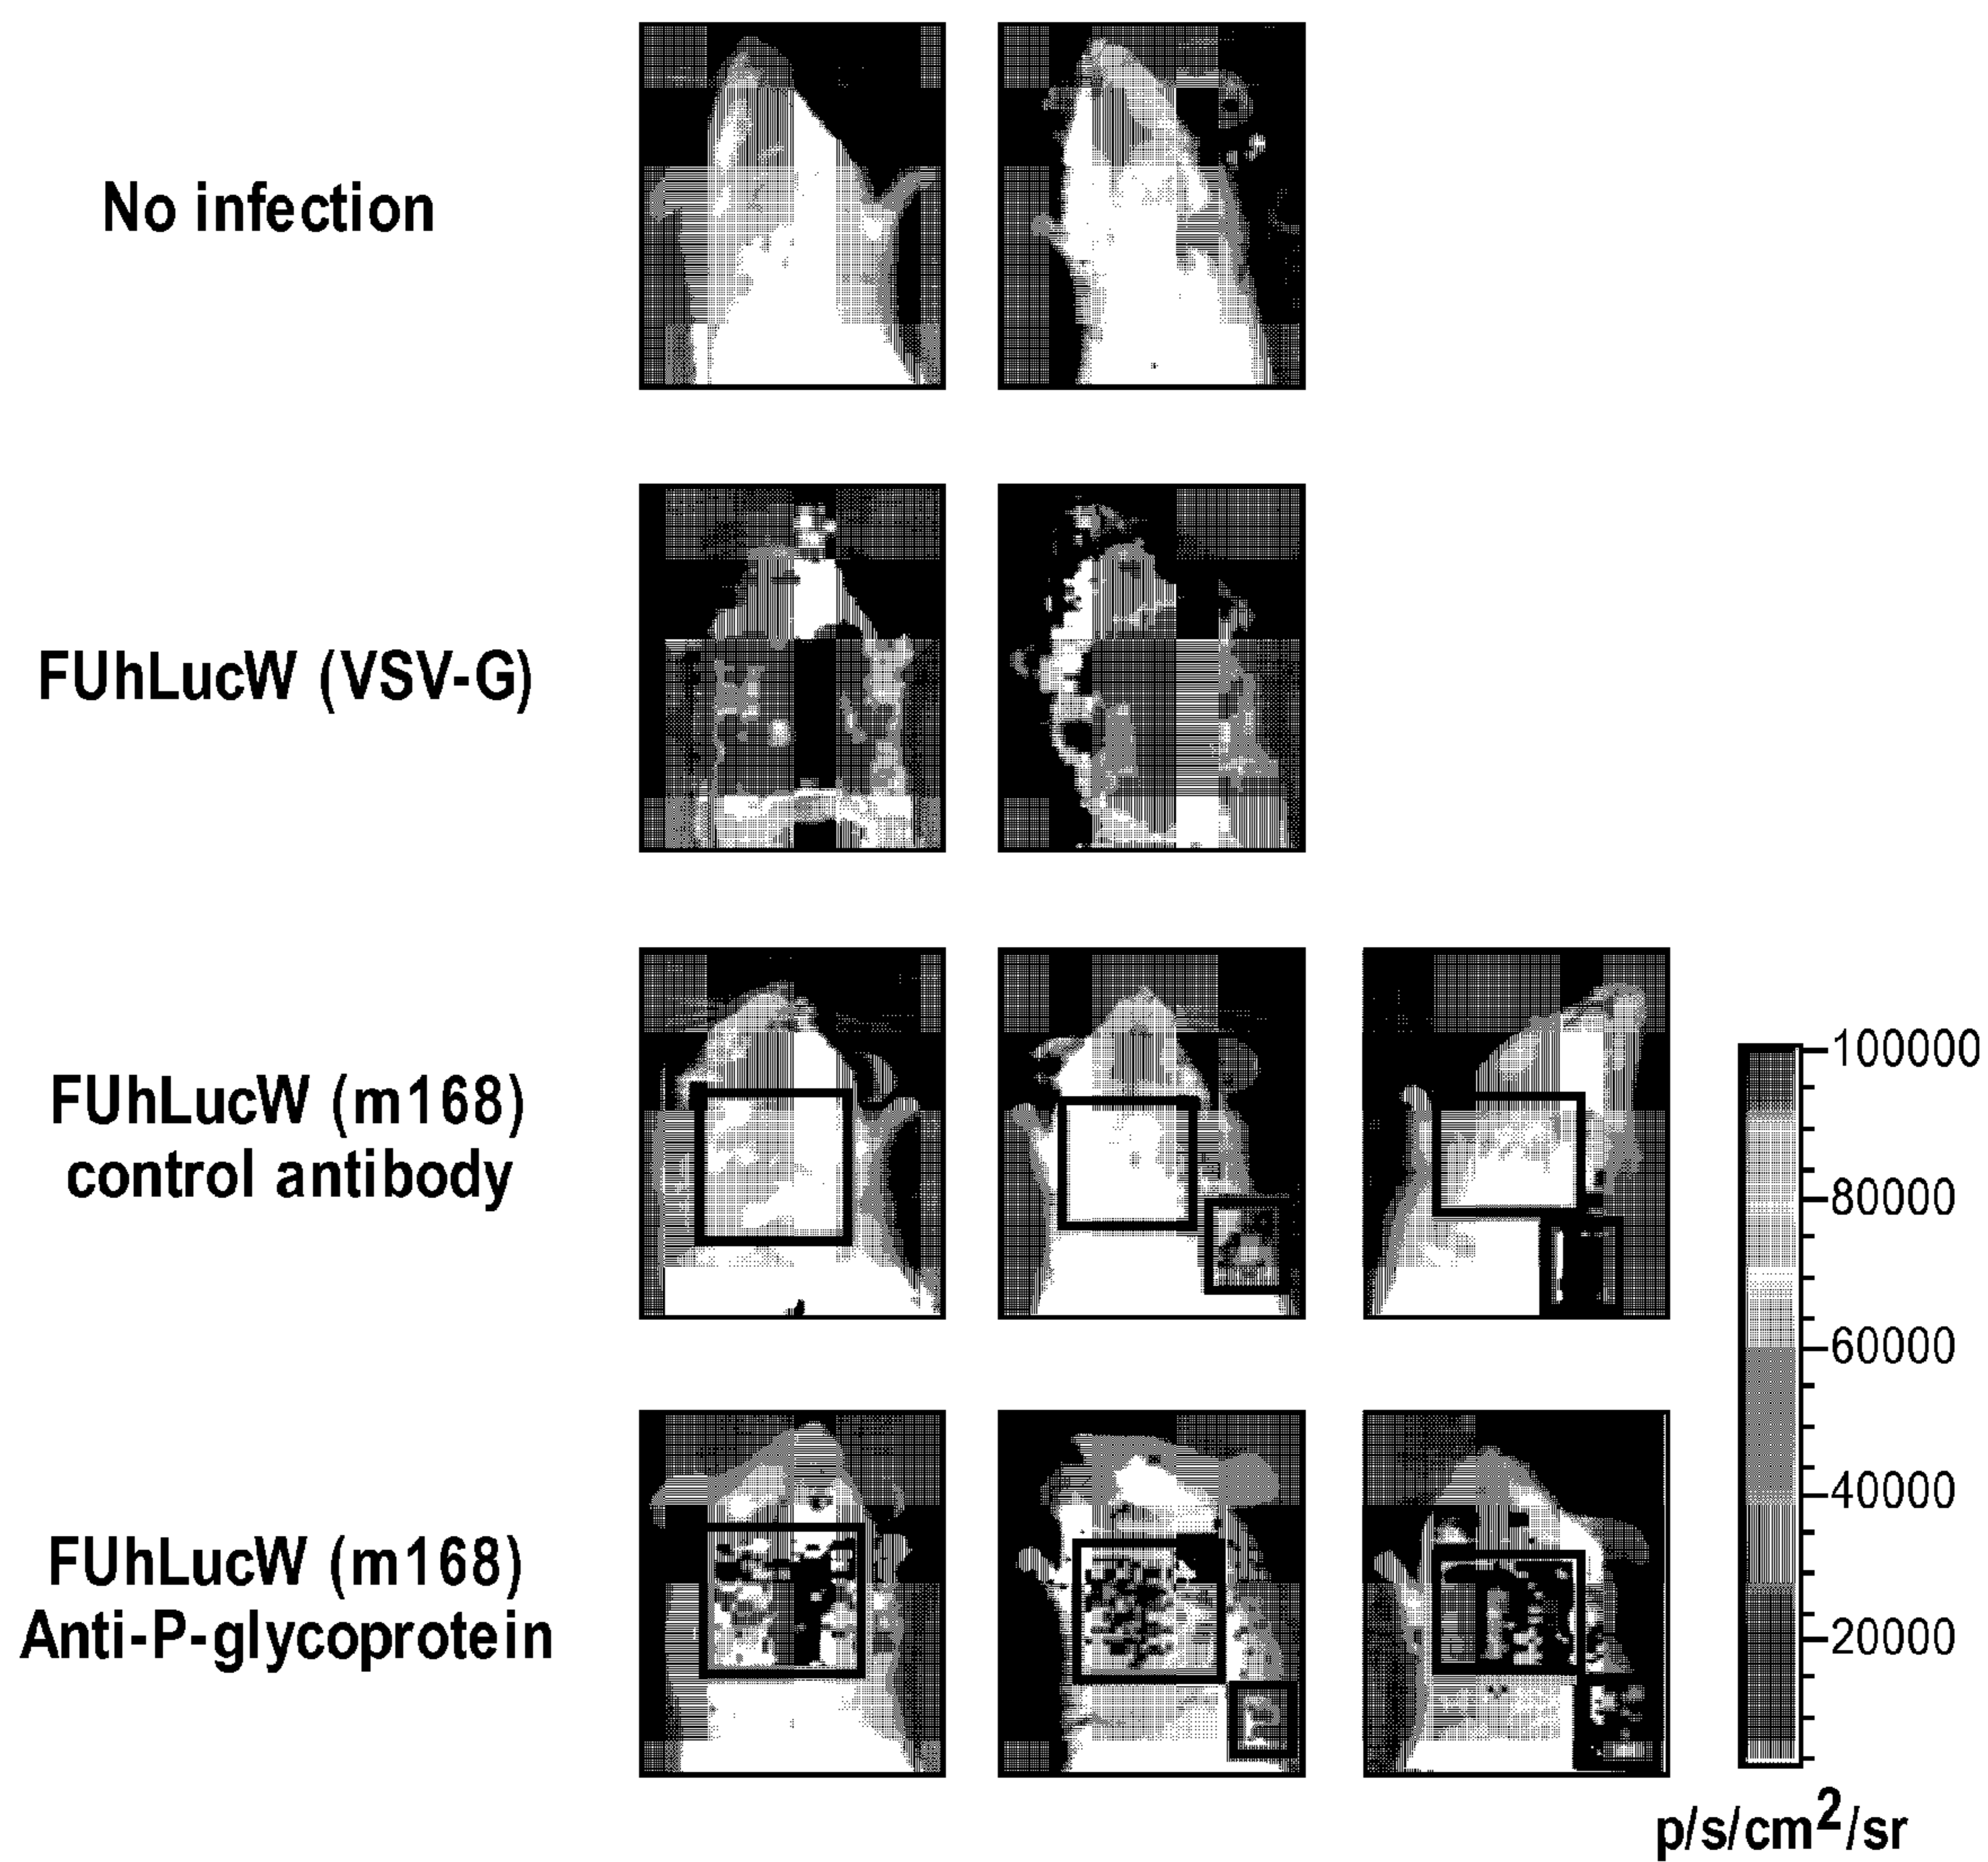 No infection
FUhLucW (VSV-G)
FUhLucW (m168)
control antibody
100000
80000
60000
FUhLucW (m168)
Anti-P-glycoprotein
40000
20000
p/s/cm²/sr